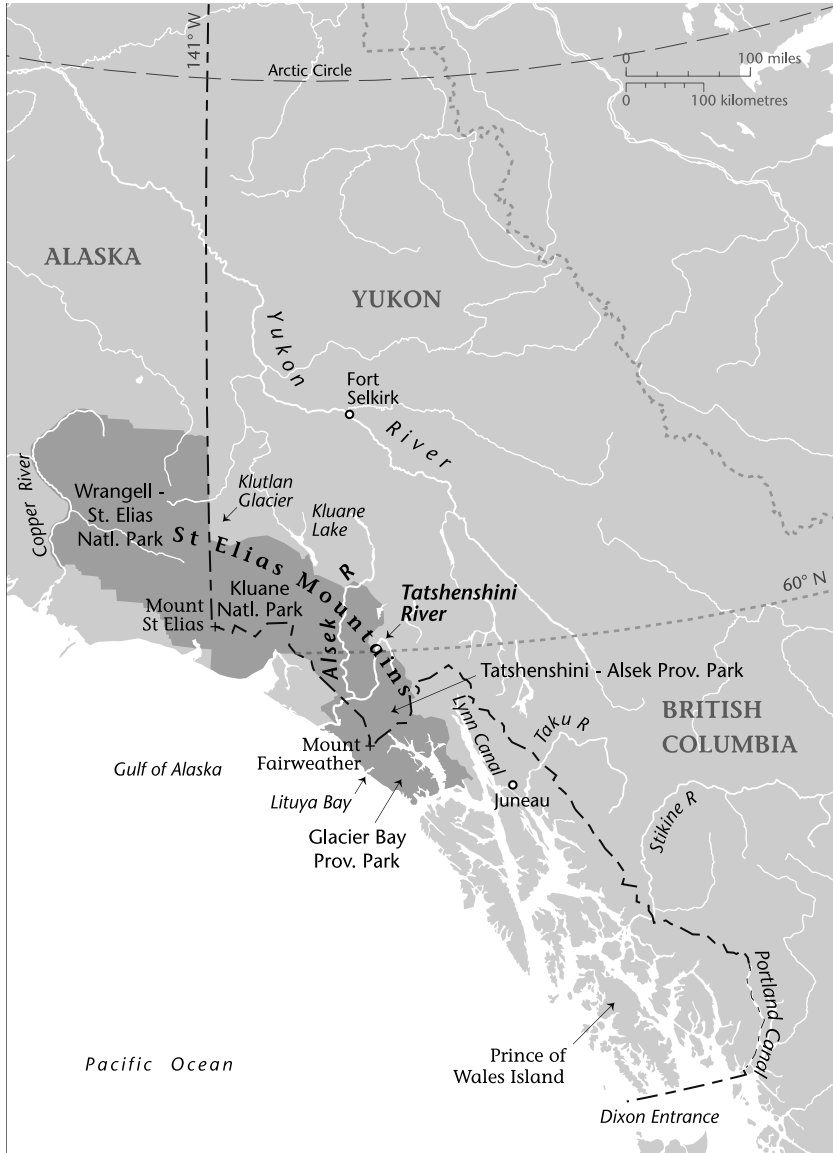 141° W
Arctic Circle
0 100 miles
0 100 kilometres
ALASKA
YUKON
Yukon
River
Fort
Selkirk
Copper River
Wrangell -
St. Elias
Natl. Park
Klutlan
Glacier
Kluane
Lake
St Elias Mountains
Kluane
Natl. Park
Mount
St Elias
Alsek R
Tatshenshini
River
60° N
Tatshenshini - Alsek Prov. Park
BRITISH
COLUMBIA
Lynn Canal
Taku R
Mount
Fairweather
Gulf of Alaska
Lituya Bay
Juneau
Glacier Bay
Prov. Park
Stikine R
Portland Canal
Prince of
Wales Island
Pacific Ocean
Dixon Entrance